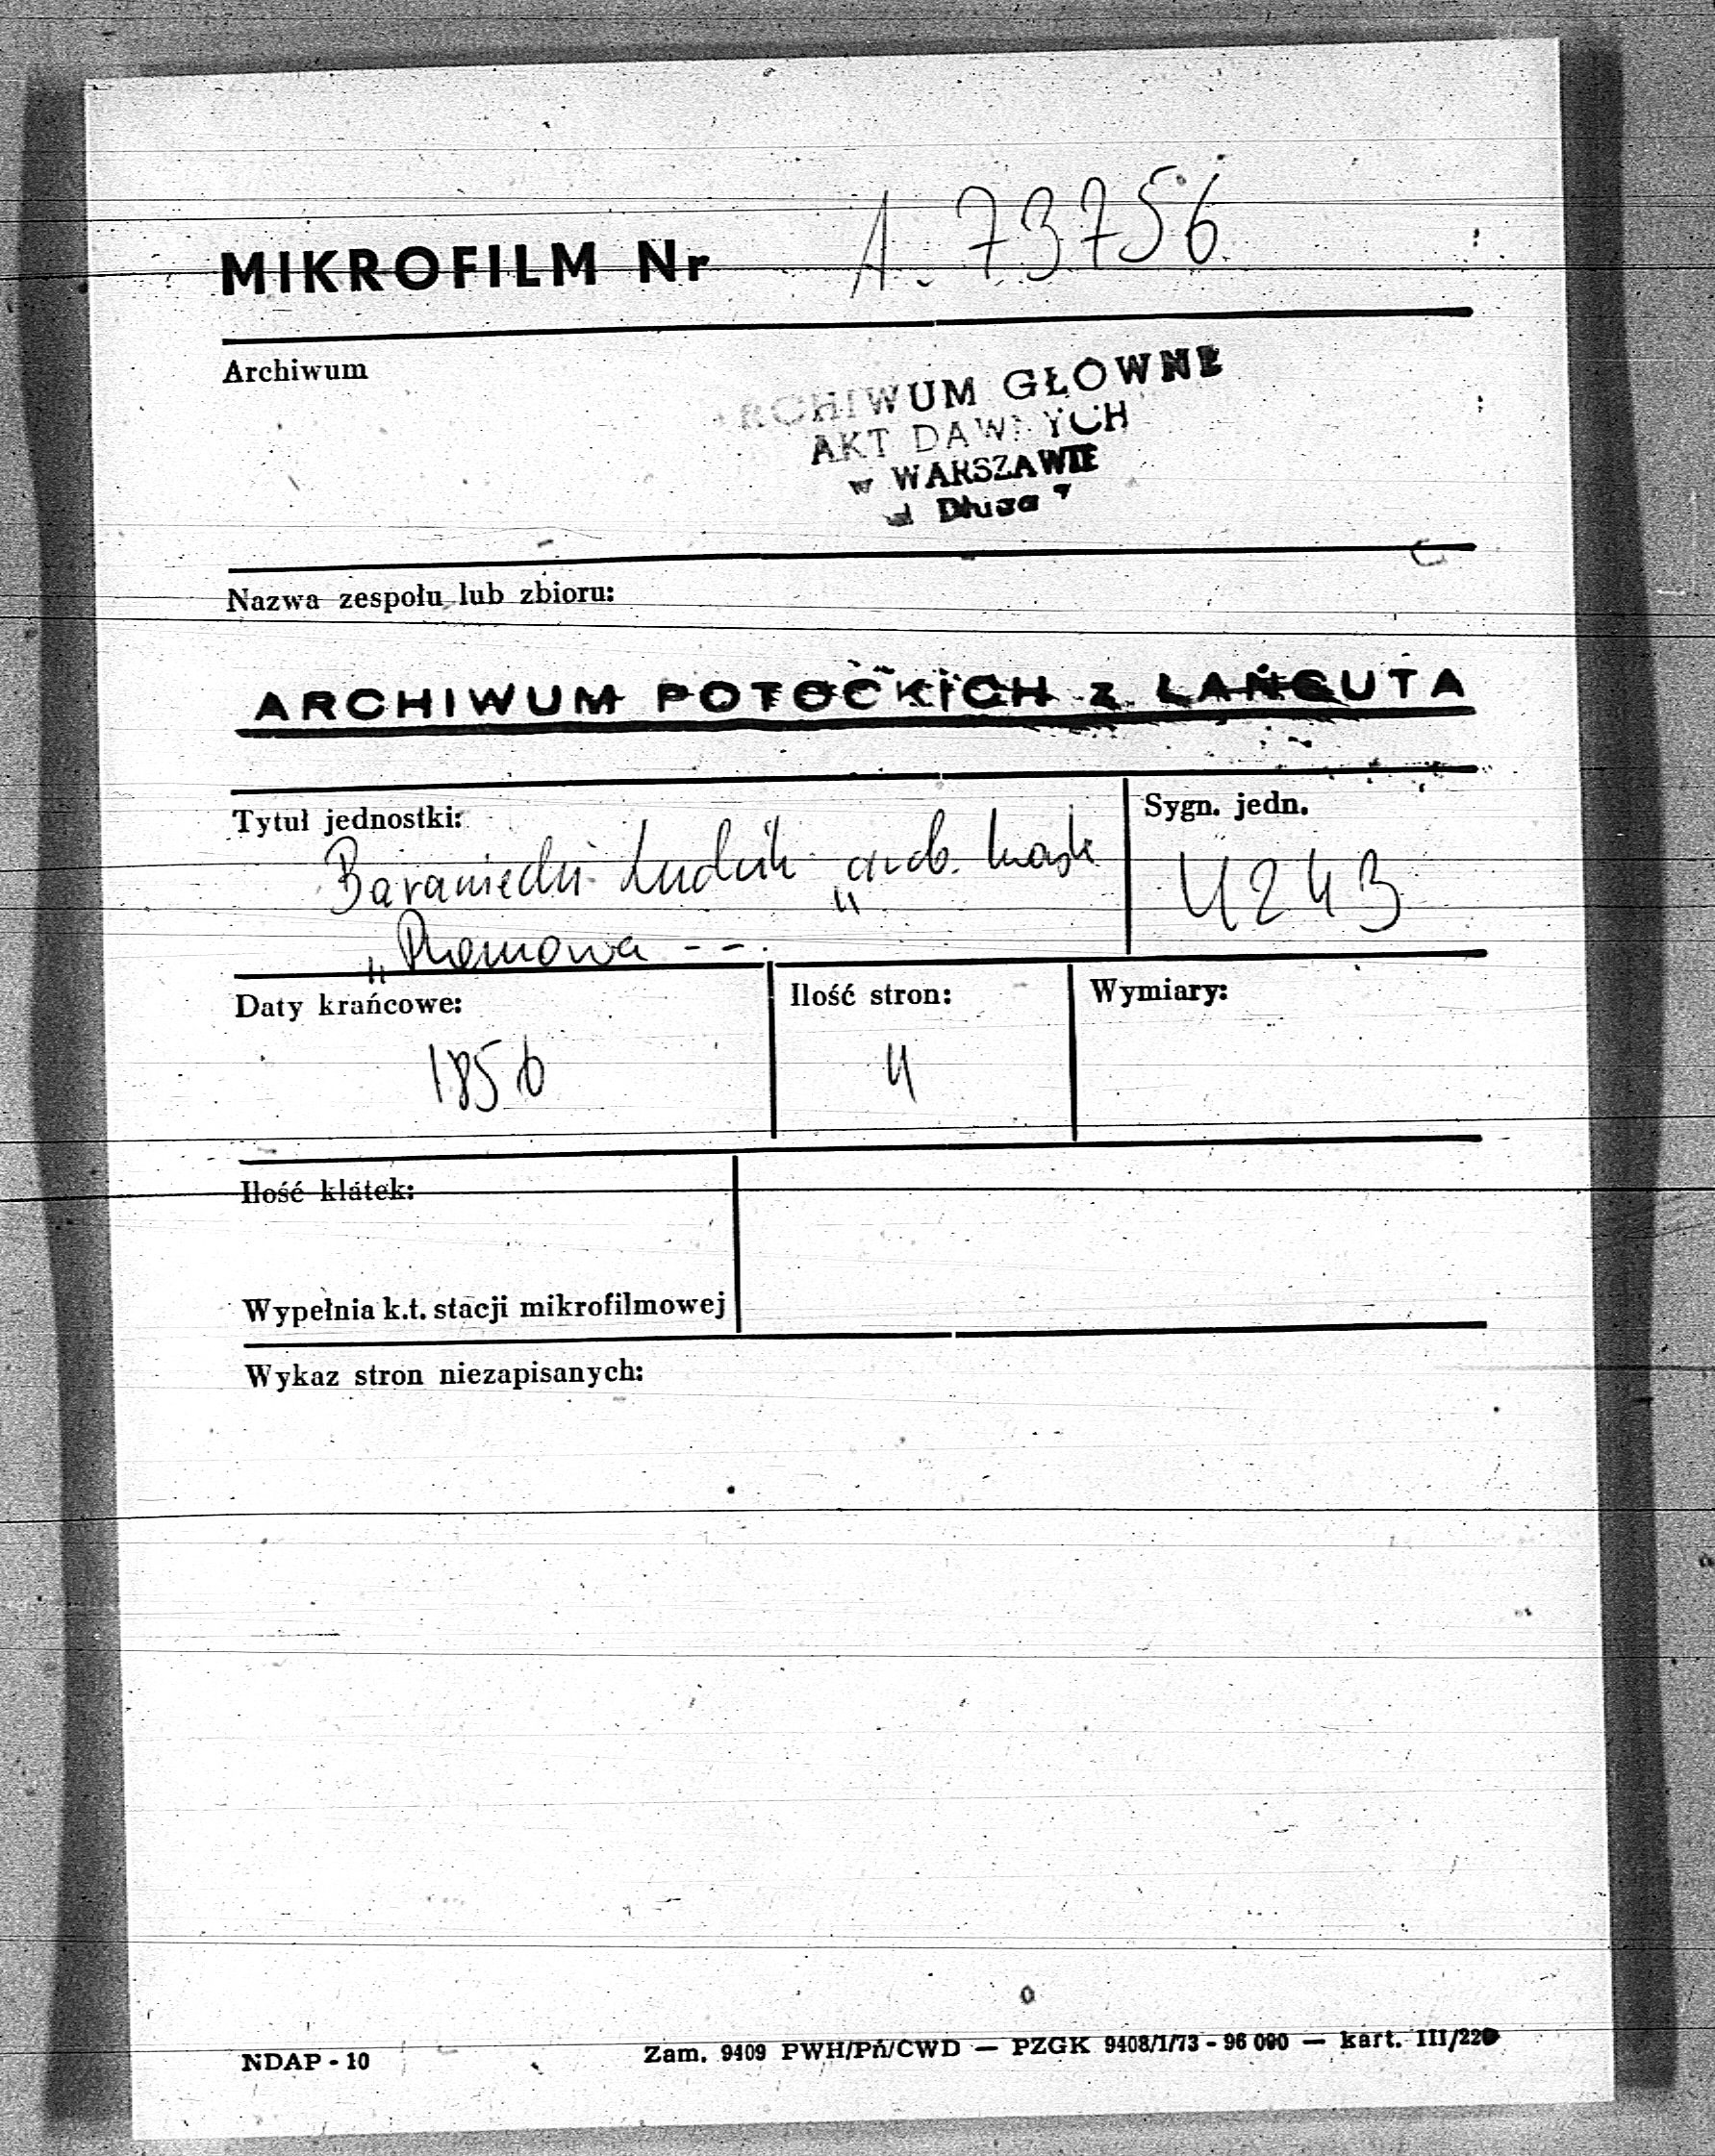 MIKROFILM Nr A. 73756
Archiwum
ARCHIWUM GŁÓWNE
AKT DAWNYCH
w WARSZAWIE
ul Długa 7
Nazwa zespołu lub zbioru:
ARCHIWUM POTOCKICH z ŁAŃCUTA
Tytuł jednostki:
Sygn. jedn.
Baraniecki Ludwik
4243
„Przemowa --.
Daty krańcowe:
Ilość stron:
Wymiary:
1856
4
Ilość klatek:
Wypełnia k.t. stacji mikrofilmowej
Wykaz stron niezapisanych:
NDAP - 10
Zam. 9409 PWH/Pń/CWD — PZGK 9408/1/73 - 96 000 — kart. III/220